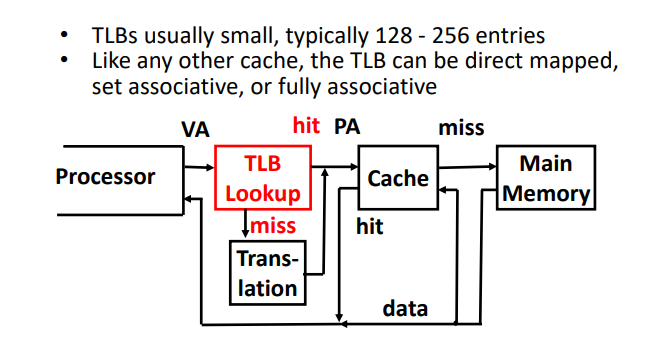 • TLBs usually small, typically 128 - 256 entries
• Like any other cache, the TLB can be direct mapped,
set associative, or fully associative
VA
hit PA
miss
Processor
TLB
Lookup
Cache
Main
Memory
miss
hit
Trans-
lation
data